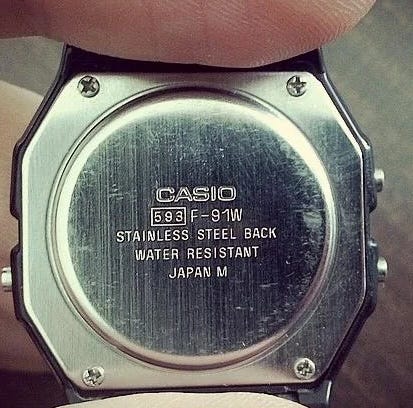 CASIO
593 F-91W
STAINLESS STEEL BACK
WATER RESISTANT
JAPAN M